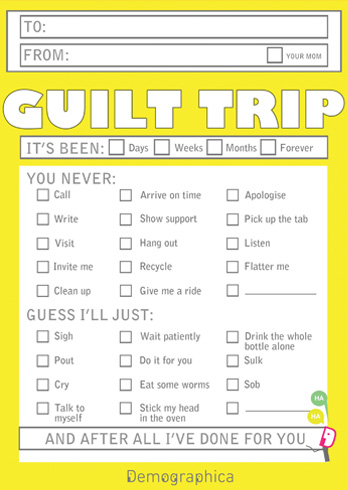 TO:
FROM: YOUR MOM
GUILT TRIP
IT'S BEEN: Days Weeks Months Forever
YOU NEVER:
Call Arrive on time Apologise
Write Show support Pick up the tab
Visit Hang out Listen
Invite me Recycle Flatter me
Clean up Give me a ride
GUESS I'LL JUST:
Sigh Wait patiently Drink the whole
bottle alone
Pout Do it for you Sulk
Cry Eat some worms Sob
Talk to Stick my head
myself in the oven
HA
HA
AND AFTER ALL I'VE DONE FOR YOU
Demographica